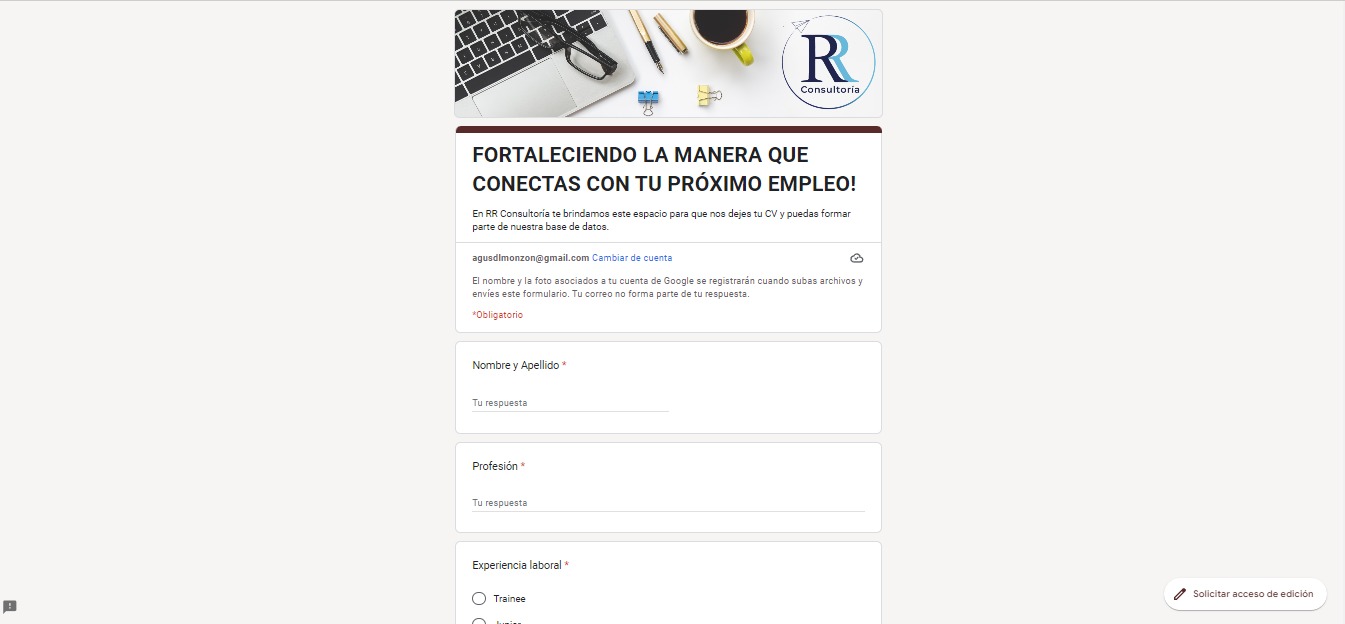 RR
Consultoría
FORTALECIENDO LA MANERA QUE
CONECTAS CON TU PRÓXIMO EMPLEO!
En RR Consultoría te brindamos este espacio para que nos dejes tu CV y puedas formar
parte de nuestra base de datos.
agusdlmonzon@gmail.com Cambiar de cuenta
El nombre y la foto asociados a tu cuenta de Google se registrarán cuando subas archivos y
envíes este formulario. Tu correo no forma parte de tu respuesta.
*Obligatorio
Nombre y Apellido *
Tu respuesta
Profesión *
Tu respuesta
Experiencia laboral *
Trainee
Solicitar acceso de edición